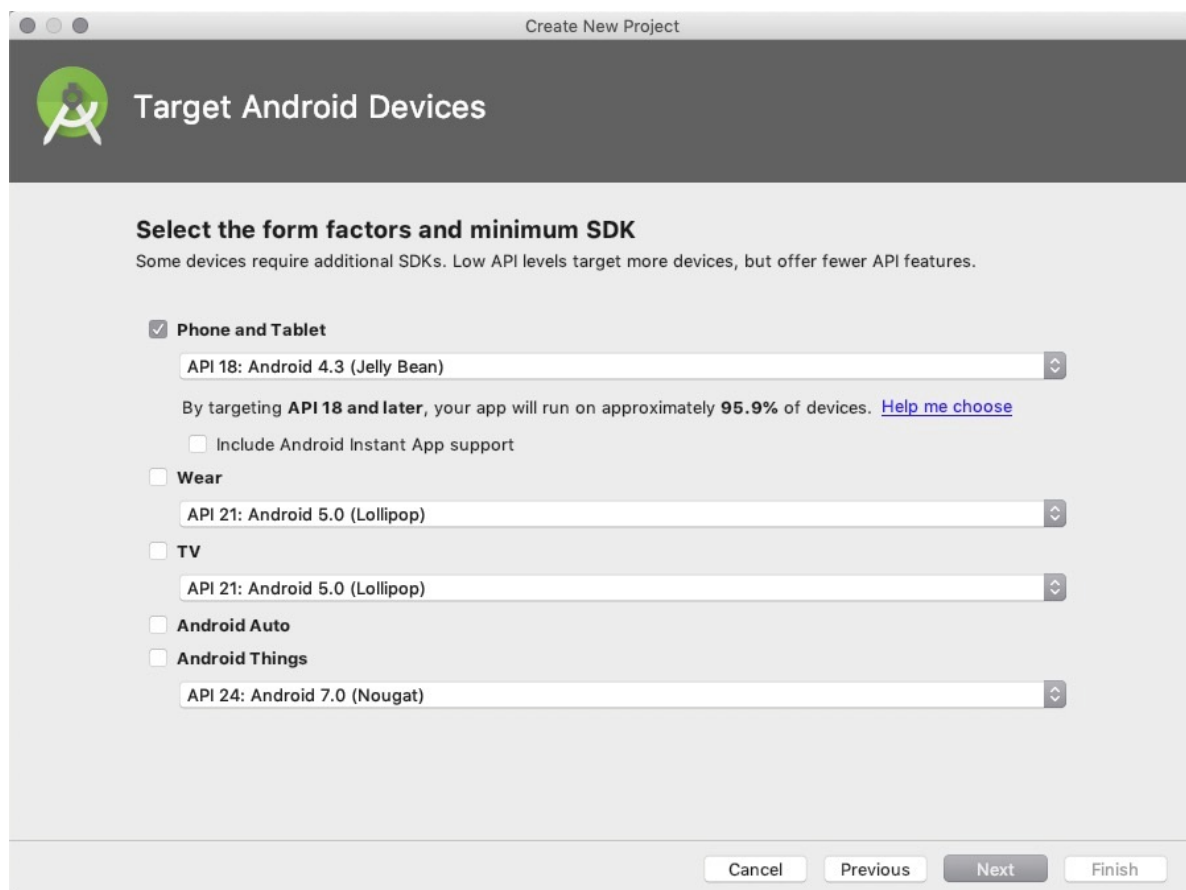 Create New Project
Target Android Devices
Select the form factors and minimum SDK
Some devices require additional SDKs. Low API levels target more devices, but offer fewer API features.
Phone and Tablet
API 18: Android 4.3 (Jelly Bean)
By targeting API 18 and later, your app will run on approximately 95.9% of devices. Help me choose
Include Android Instant App support
Wear
API 21: Android 5.0 (Lollipop)
TV
API 21: Android 5.0 (Lollipop)
Android Auto
Android Things
API 24: Android 7.0 (Nougat)
Cancel Previous Next Finish